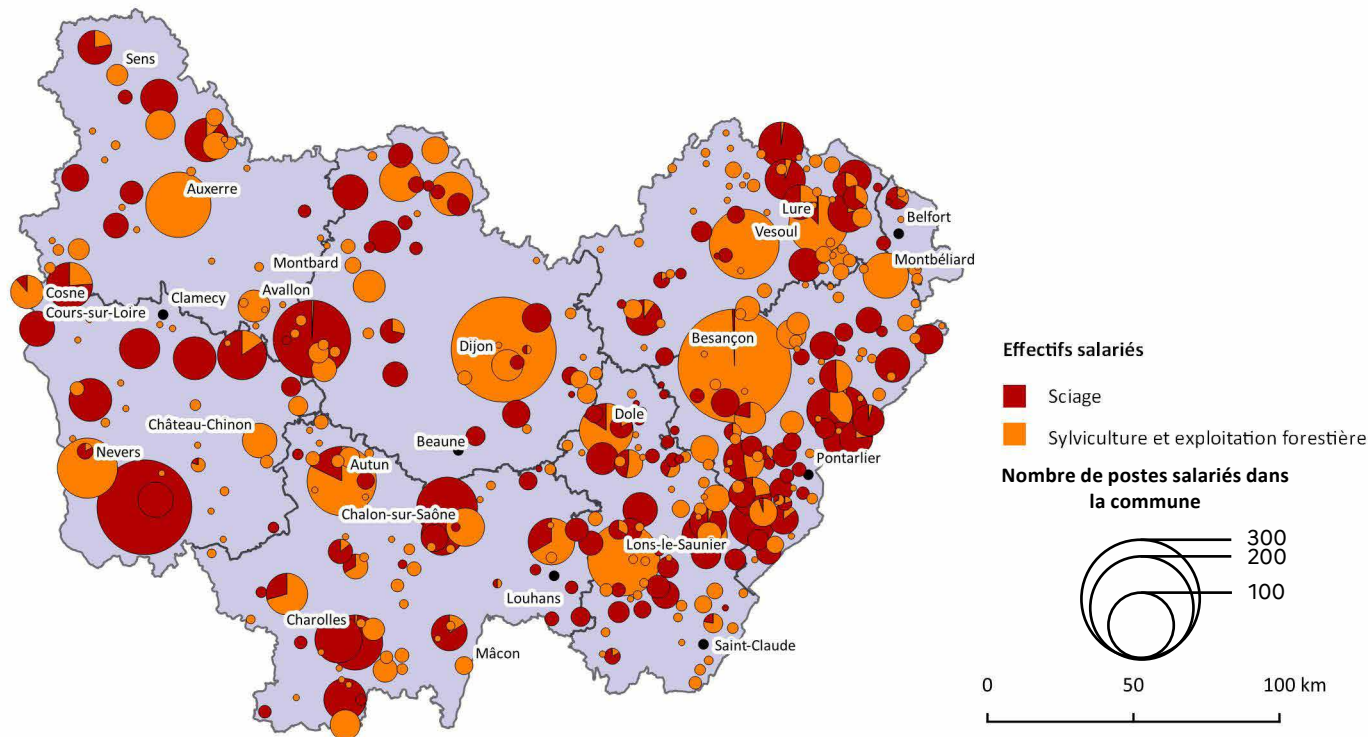 Sens
Auxerre
Montbard
Avallon
Cosne
Cours-sur-Loire
Clamecy
Dijon
Château-Chinon
Nevers
Beaune
Autun
Chalon-sur-Saône
Louhans
Charolles
Mâcon
Lure
Vesoul
Belfort
Montbéliard
Besançon
Dole
Pontarlier
Lons-le-Saunier
Saint-Claude
Effectifs salariés
Sciage
Sylviculture et exploitation forestière
Nombre de postes salariés dans
la commune
300
200
100
0 50 100 km